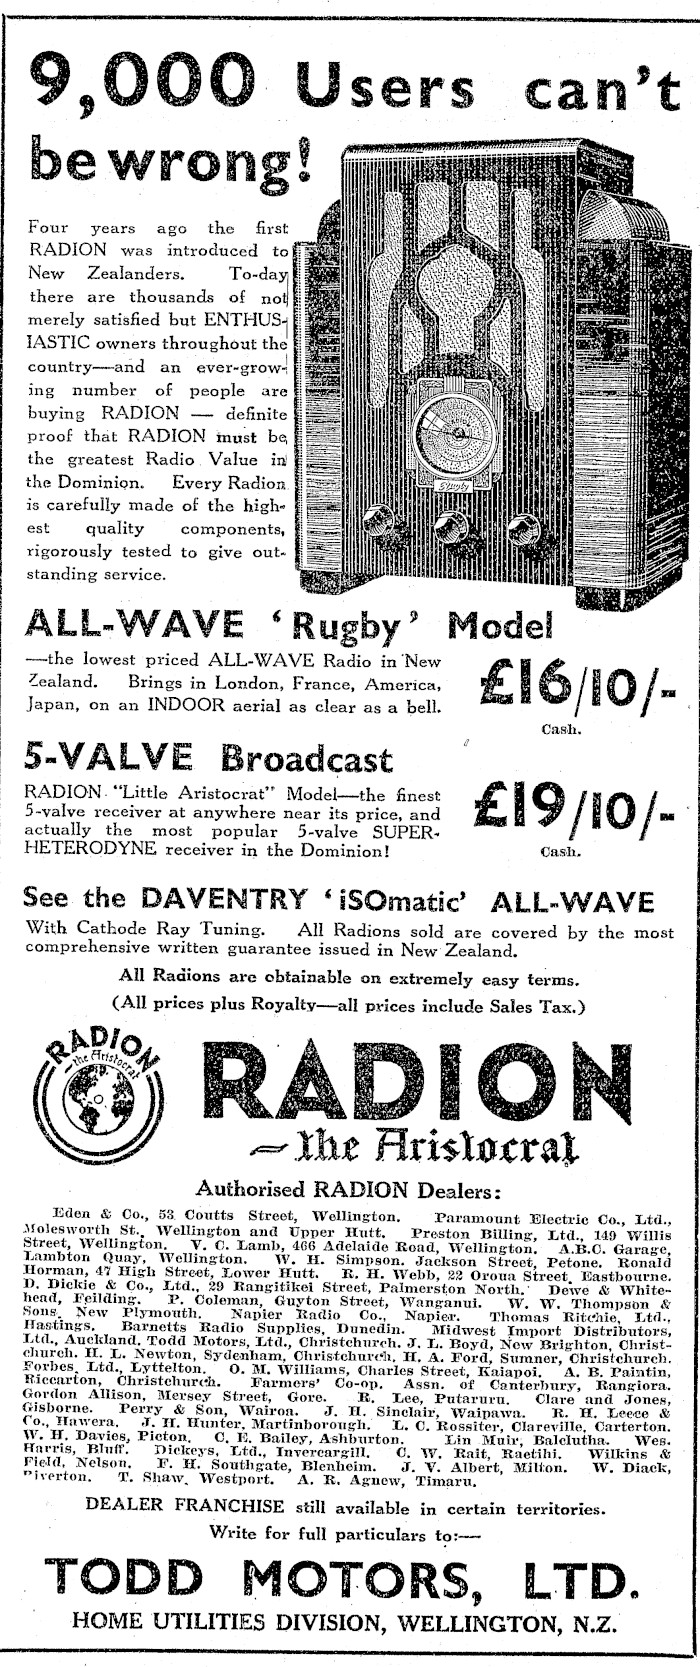 9,000 Users can't
be wrong!
Four years ago the first
RADION was introduced to
New Zealanders. To-day
there are thousands of not
merely satisfied but ENTHUS-
IASTIC owners throughout the
country—and an ever-grow-
ing number of people are
buying RADION — definite
proof that RADION must be
the greatest Radio Value in
the Dominion. Every Radion
is carefully made of the high-
est quality components,
rigorously tested to give out-
standing service.
ALL-WAVE 'Rugby' Model
—the lowest priced ALL-WAVE Radio in New
Zealand. Brings in London, France, America,
Japan, on an INDOOR aerial as clear as a bell.
£16/10/-
Cash.
5-VALVE Broadcast
RADION "Little Aristocrat" Model—the finest
5-valve receiver at anywhere near its price, and
actually the most popular 5-valve SUPER-
HETERODYNE receiver in the Dominion!
£19/10/-
Cash.
See the DAVENTRY 'iSOmatic' ALL-WAVE
With Cathode Ray Tuning. All Radions sold are covered by the most
comprehensive written guarantee issued in New Zealand.
All Radions are obtainable on extremely easy terms.
(All prices plus Royalty—all prices include Sales Tax.)
RADION
~the Aristocrat
RADION
~the Aristocrat
Authorised RADION Dealers:
Eden & Co., 53 Coutts Street, Wellington. Paramount Electric Co., Ltd.,
Molesworth St., Wellington and Upper Hutt. Preston Billing, Ltd., 149 Willis
Street, Wellington. V. C. Lamb, 466 Adelaide Road, Wellington. A.B.C. Garage,
Lambton Quay, Wellington. W. H. Simpson, Jackson Street, Petone. Ronald
Horman, 47 High Street, Lower Hutt. R. H. Webb, 22 Oroua Street, Eastbourne.
D. Dickie & Co., Ltd., 29 Rangitikei Street, Palmerston North. Dewe & White-
head, Feilding. P. Coleman, Guyton Street, Wanganui. W. W. Thompson &
Sons, New Plymouth. Napier Radio Co., Napier. Thomas Ritchie, Ltd.,
Hastings. Barnetts Radio Supplies, Dunedin. Midwest Import Distributors,
Ltd., Auckland. Todd Motors, Ltd., Christchurch. J. L. Boyd, New Brighton, Christ-
church. H. L. Newton, Sydenham, Christchurch. H. A. Ford, Sumner, Christchurch.
Forbes, Ltd., Lyttelton. O. M. Williams, Charles Street, Kaiapoi. A. B. Paintin,
Riccarton, Christchurch. Farmers' Co-op. Assn. of Canterbury, Rangiora.
Gordon Allison, Mersey Street, Gore. R. Lee, Putaruru. Clare and Jones,
Gisborne. Perry & Son, Wairoa. J. H. Sinclair, Waipawa. R. H. Leece &
Co., Hawera. J. H. Hunter, Martinborough. L. C. Rossiter, Clareville, Carterton.
W. H. Davies, Picton. C. E. Bailey, Ashburton. Lin Muir, Balclutha. Wes.
Harris, Bluff. Dickeys, Ltd., Invercargill. C. W. Rait, Raetihi. Wilkins &
Field, Nelson. F. H. Southgate, Blenheim. J. V. Albert, Milton. W. Diack,
Riverton. T. Shaw, Westport. A. R. Agnew, Timaru.
DEALER FRANCHISE still available in certain territories.
Write for full particulars to:—
TODD MOTORS, LTD.
HOME UTILITIES DIVISION, WELLINGTON, N.Z.